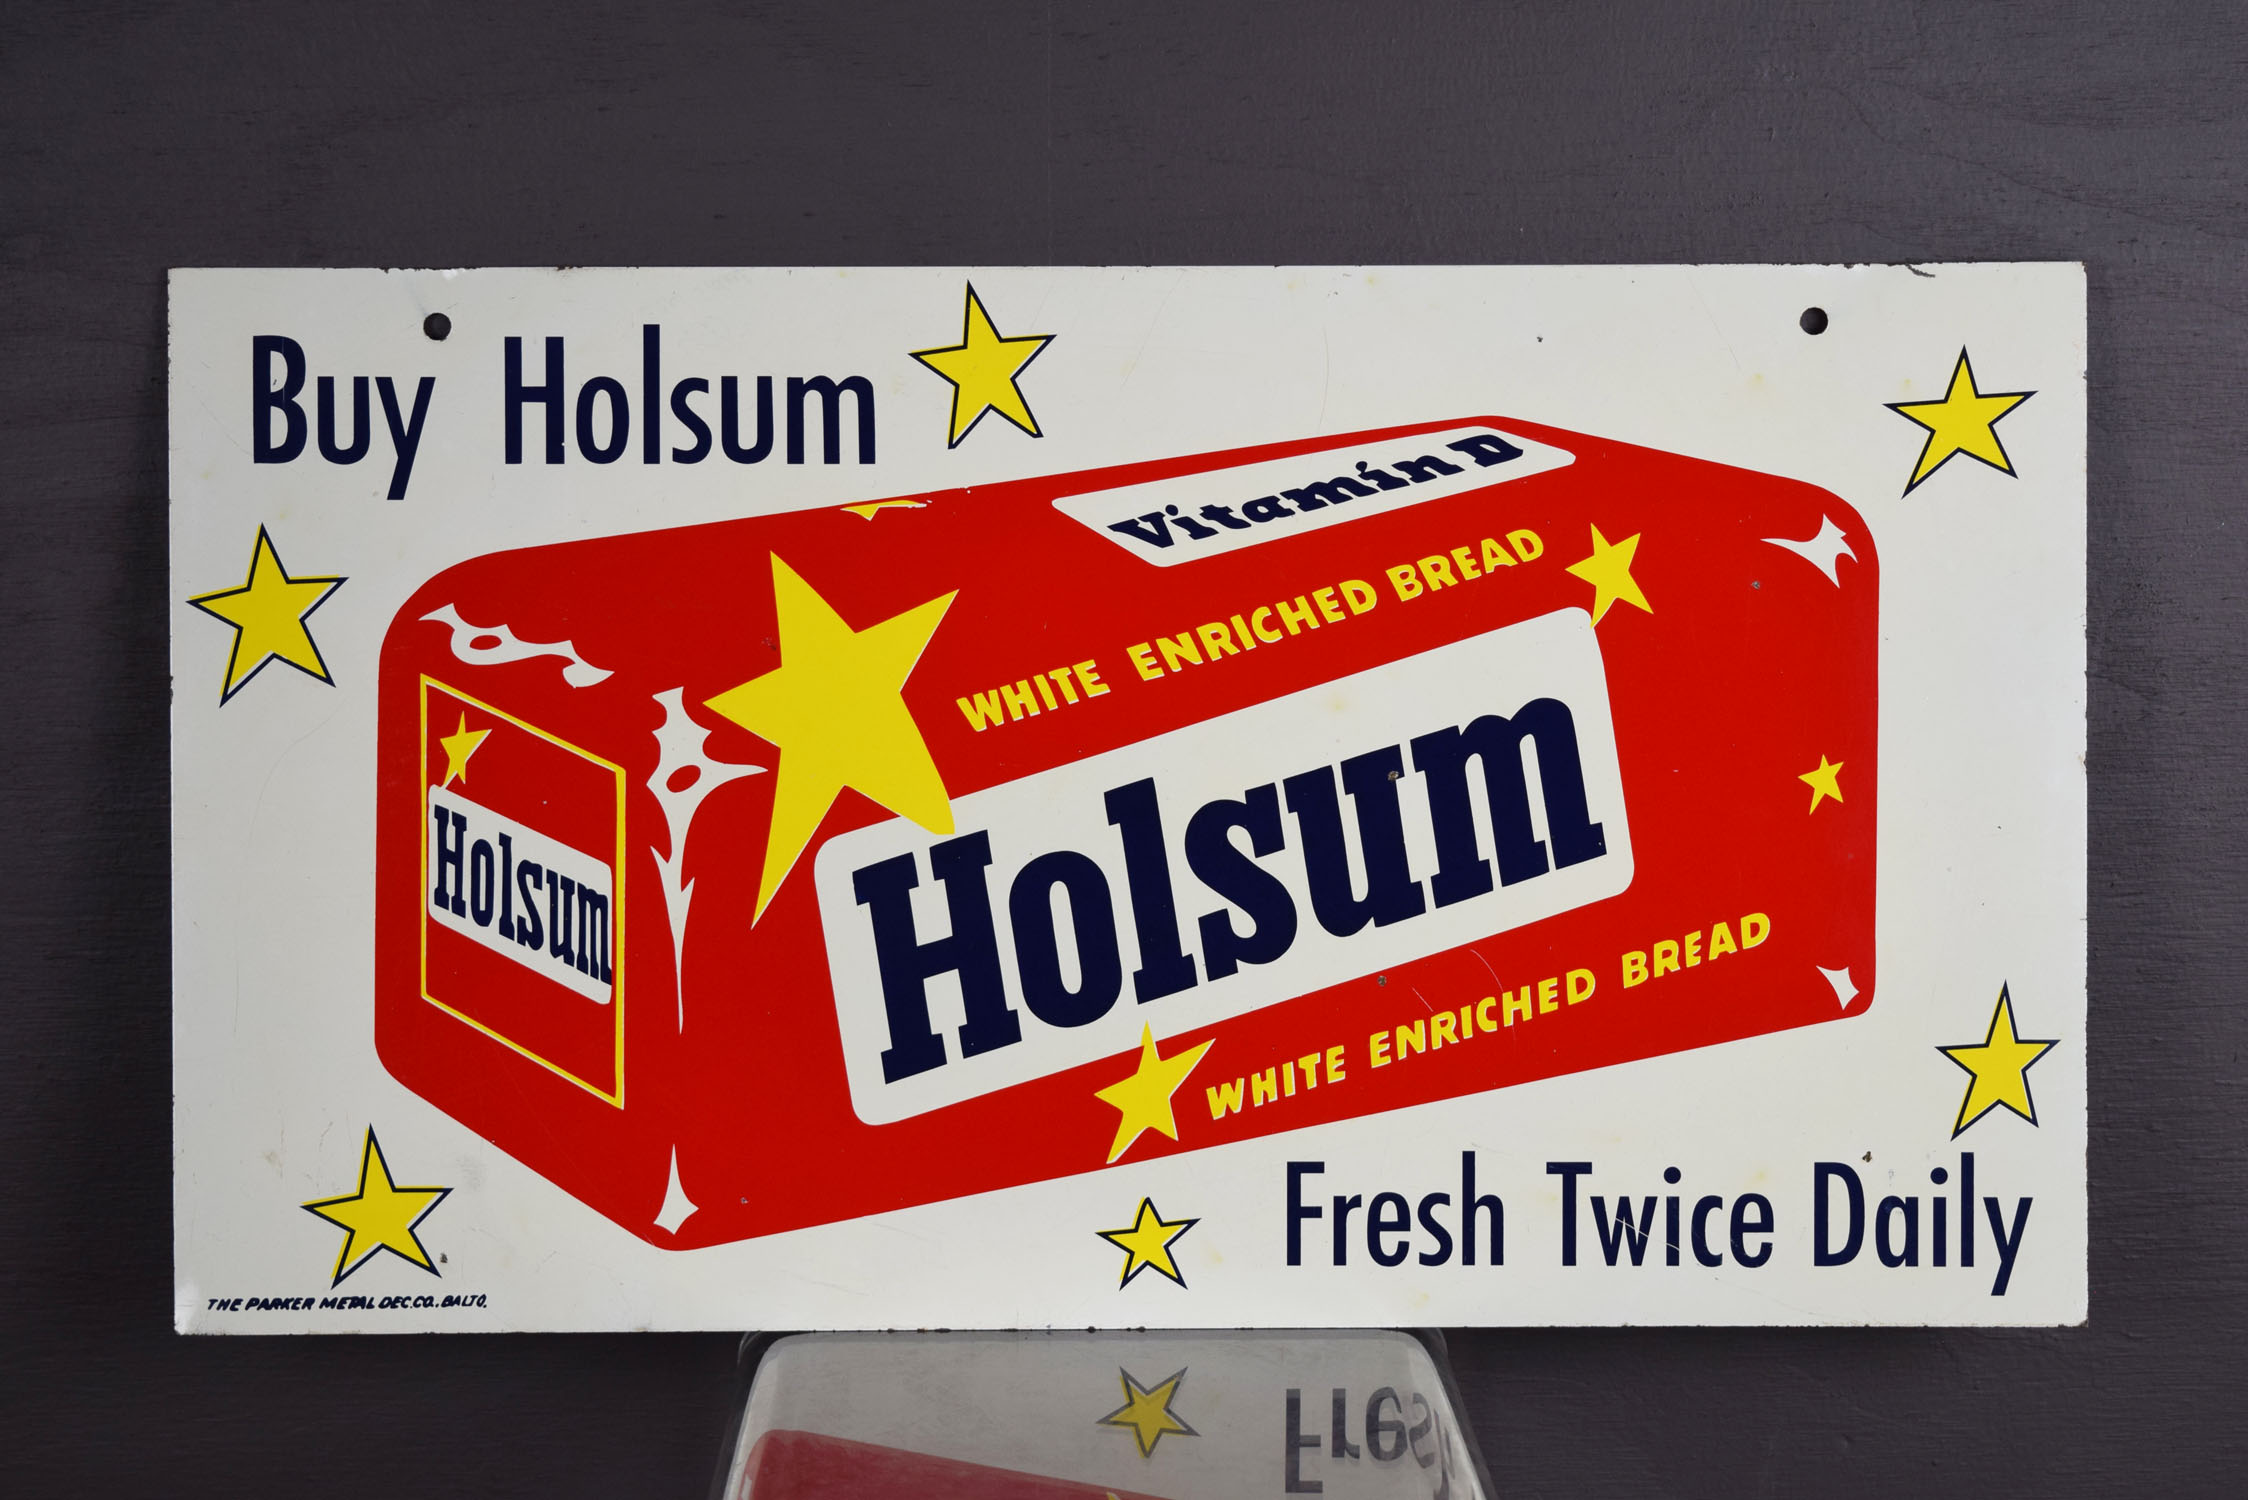 Buy Holsum
Vitamin D
WHITE ENRICHED BREAD
Holsum
Holsum
WHITE ENRICHED BREAD
Fresh Twice Daily
THE PARKER METAL DEC. CO., BALTO.
Fres